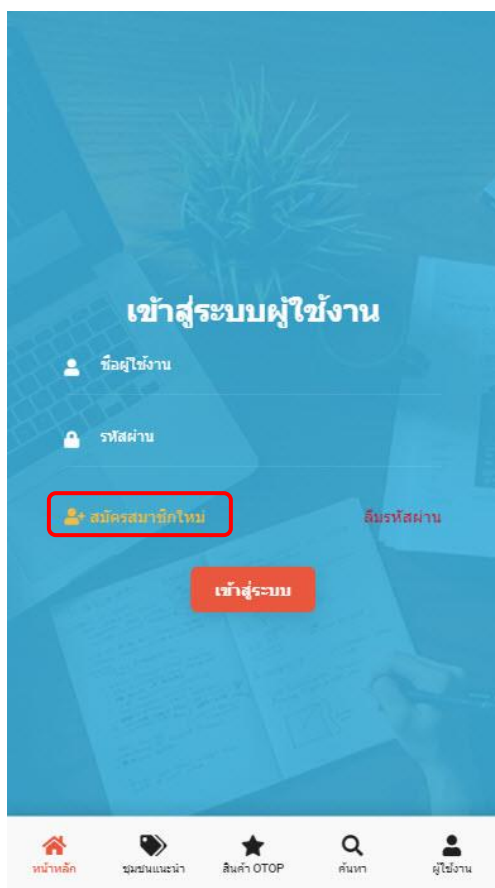 เข้าสู่ระบบผู้ใช้งาน
ชื่อผู้ใช้งาน
รหัสผ่าน
สมัครสมาชิกใหม่ ลืมรหัสผ่าน
เข้าสู่ระบบ
หน้าหลัก ชุมชนแนะนำ สินค้า OTOP ค้นหา ผู้ใช้งาน